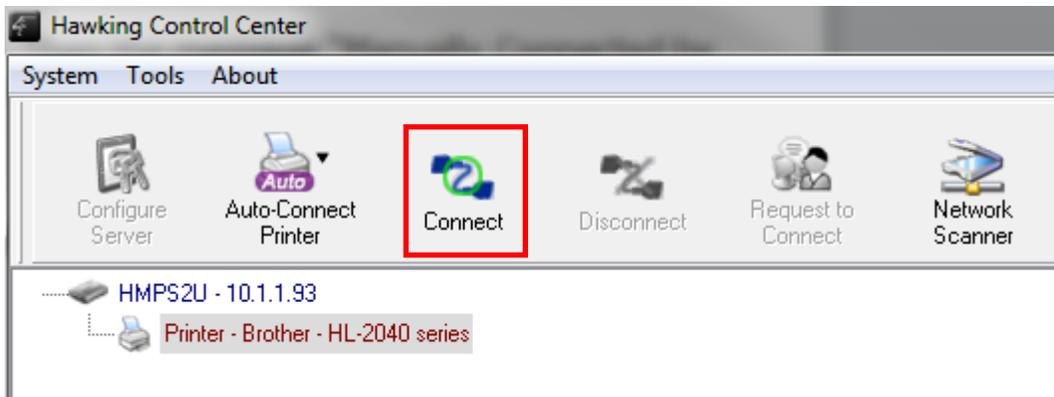 Hawking Control Center
System Tools About
Auto
Configure Server
Auto-Connect Printer
Connect
Disconnect
Request to Connect
Network Scanner
HMPS2U - 10.1.1.93
Printer - Brother - HL-2040 series